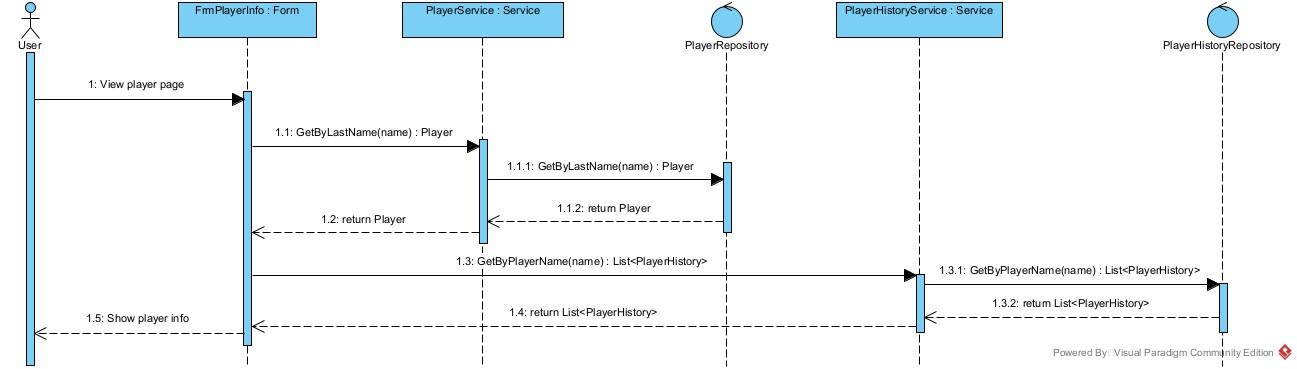 FrmPlayerInfo : Form
PlayerService : Service
PlayerHistoryService : Service
User
PlayerRepository
PlayerHistoryRepository
1: View player page
1.1: GetByLastName(name) : Player
1.1.1: GetByLastName(name) : Player
1.1.2: return Player
1.2: return Player
1.3: GetByPlayerName(name) : List<PlayerHistory>
1.3.1: GetByPlayerName(name) : List<PlayerHistory>
1.3.2: return List<PlayerHistory>
1.4: return List<PlayerHistory>
1.5: Show player info
Powered By Visual Paradigm Community Edition